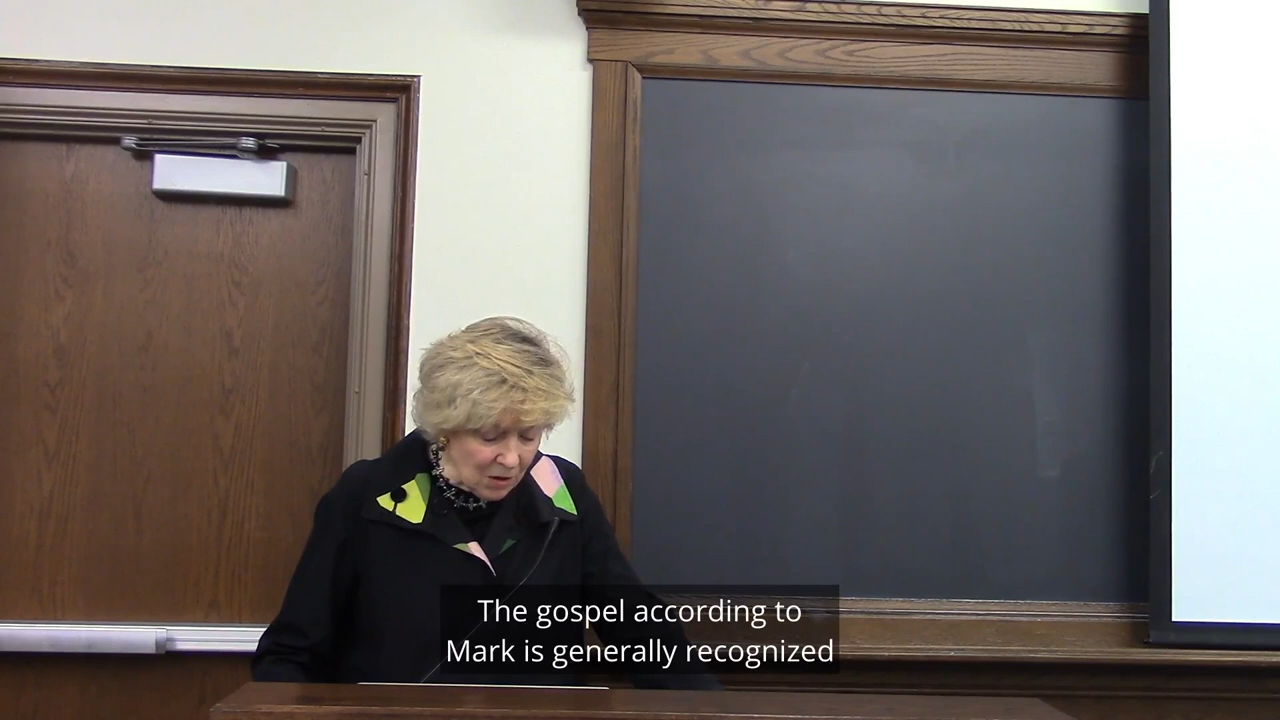 The gospel according to
Mark is generally recognized